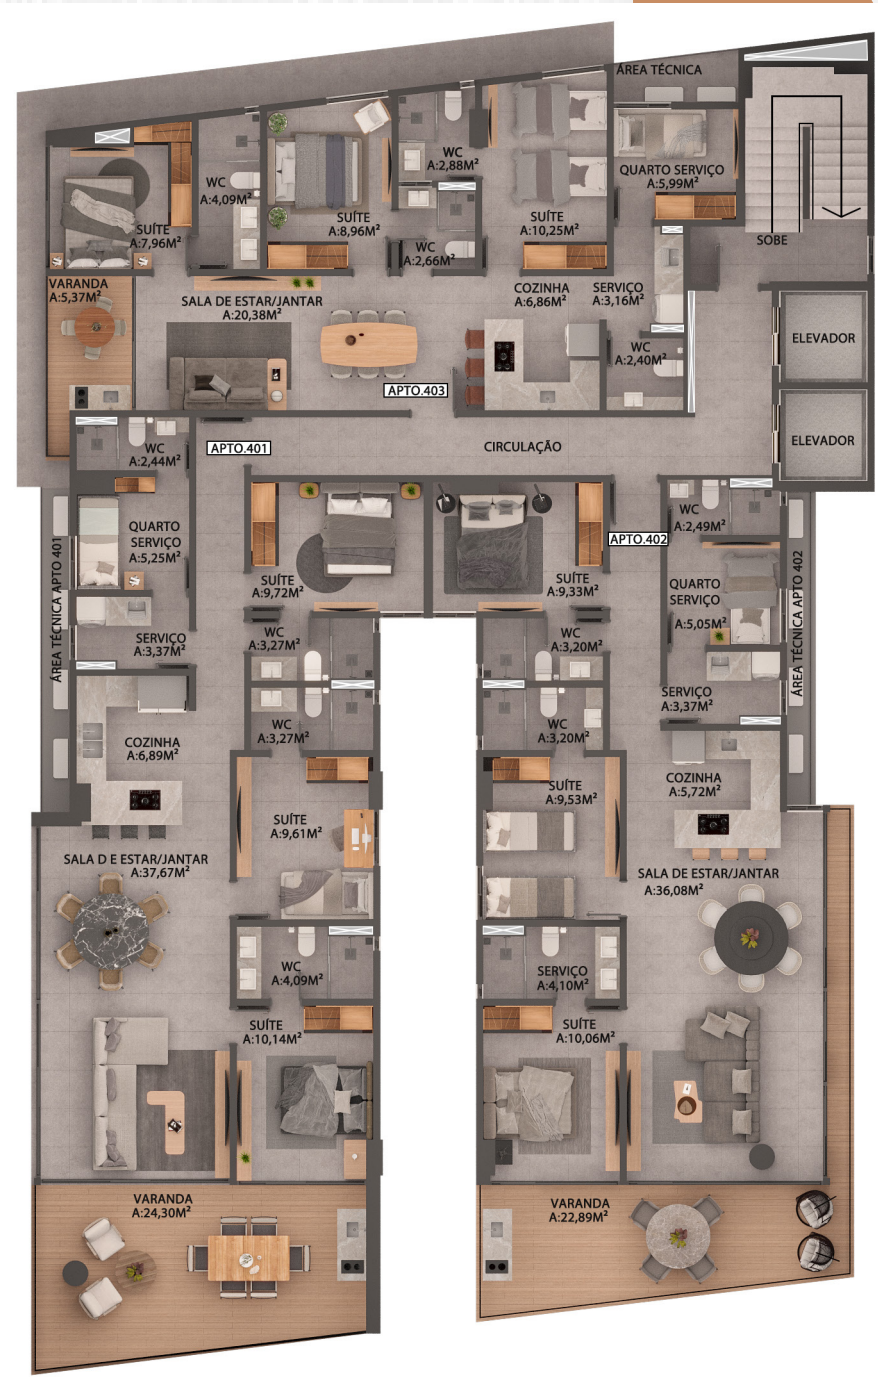 ÁREA TÉCNICA
WC
A:2,88M²
QUARTO SERVIÇO
A:5,99M²
WC
A:4,09M²
SUÍTE
A:7,96M²
SUÍTE
A:8,96M²
SUÍTE
A:10,25M²
WC
A:2,66M²
SOBE
VARANDA
A:5,37M²
SALA DE ESTAR/JANTAR
A:20,38M²
COZINHA
A:6,86M²
SERVIÇO
A:3,16M²
ELEVADOR
WC
A:2,40M²
APTO.403
APTO.401
CIRCULAÇÃO
ELEVADOR
WC
A:2,44M²
QUARTO
SERVIÇO
A:5,25M²
ÁREA TÉCNICA APTO 401
SUÍTE
A:9,72M²
SUÍTE
A:9,33M²
APTO.402
WC
A:2,49M²
QUARTO
SERVIÇO
A:5,05M²
ÁREA TÉCNICA APTO 402
SERVIÇO
A:3,37M²
WC
A:3,27M²
WC
A:3,20M²
SERVIÇO
A:3,37M²
WC
A:3,27M²
WC
A:3,20M²
COZINHA
A:6,89M²
COZINHA
A:5,72M²
SUÍTE
A:9,61M²
SUÍTE
A:9,53M²
SALA D E ESTAR/JANTAR
A:37,67M²
SALA DE ESTAR/JANTAR
A:36,08M²
WC
A:4,09M²
SERVIÇO
A:4,10M²
SUÍTE
A:10,14M²
SUÍTE
A:10,06M²
VARANDA
A:24,30M²
VARANDA
A:22,89M²